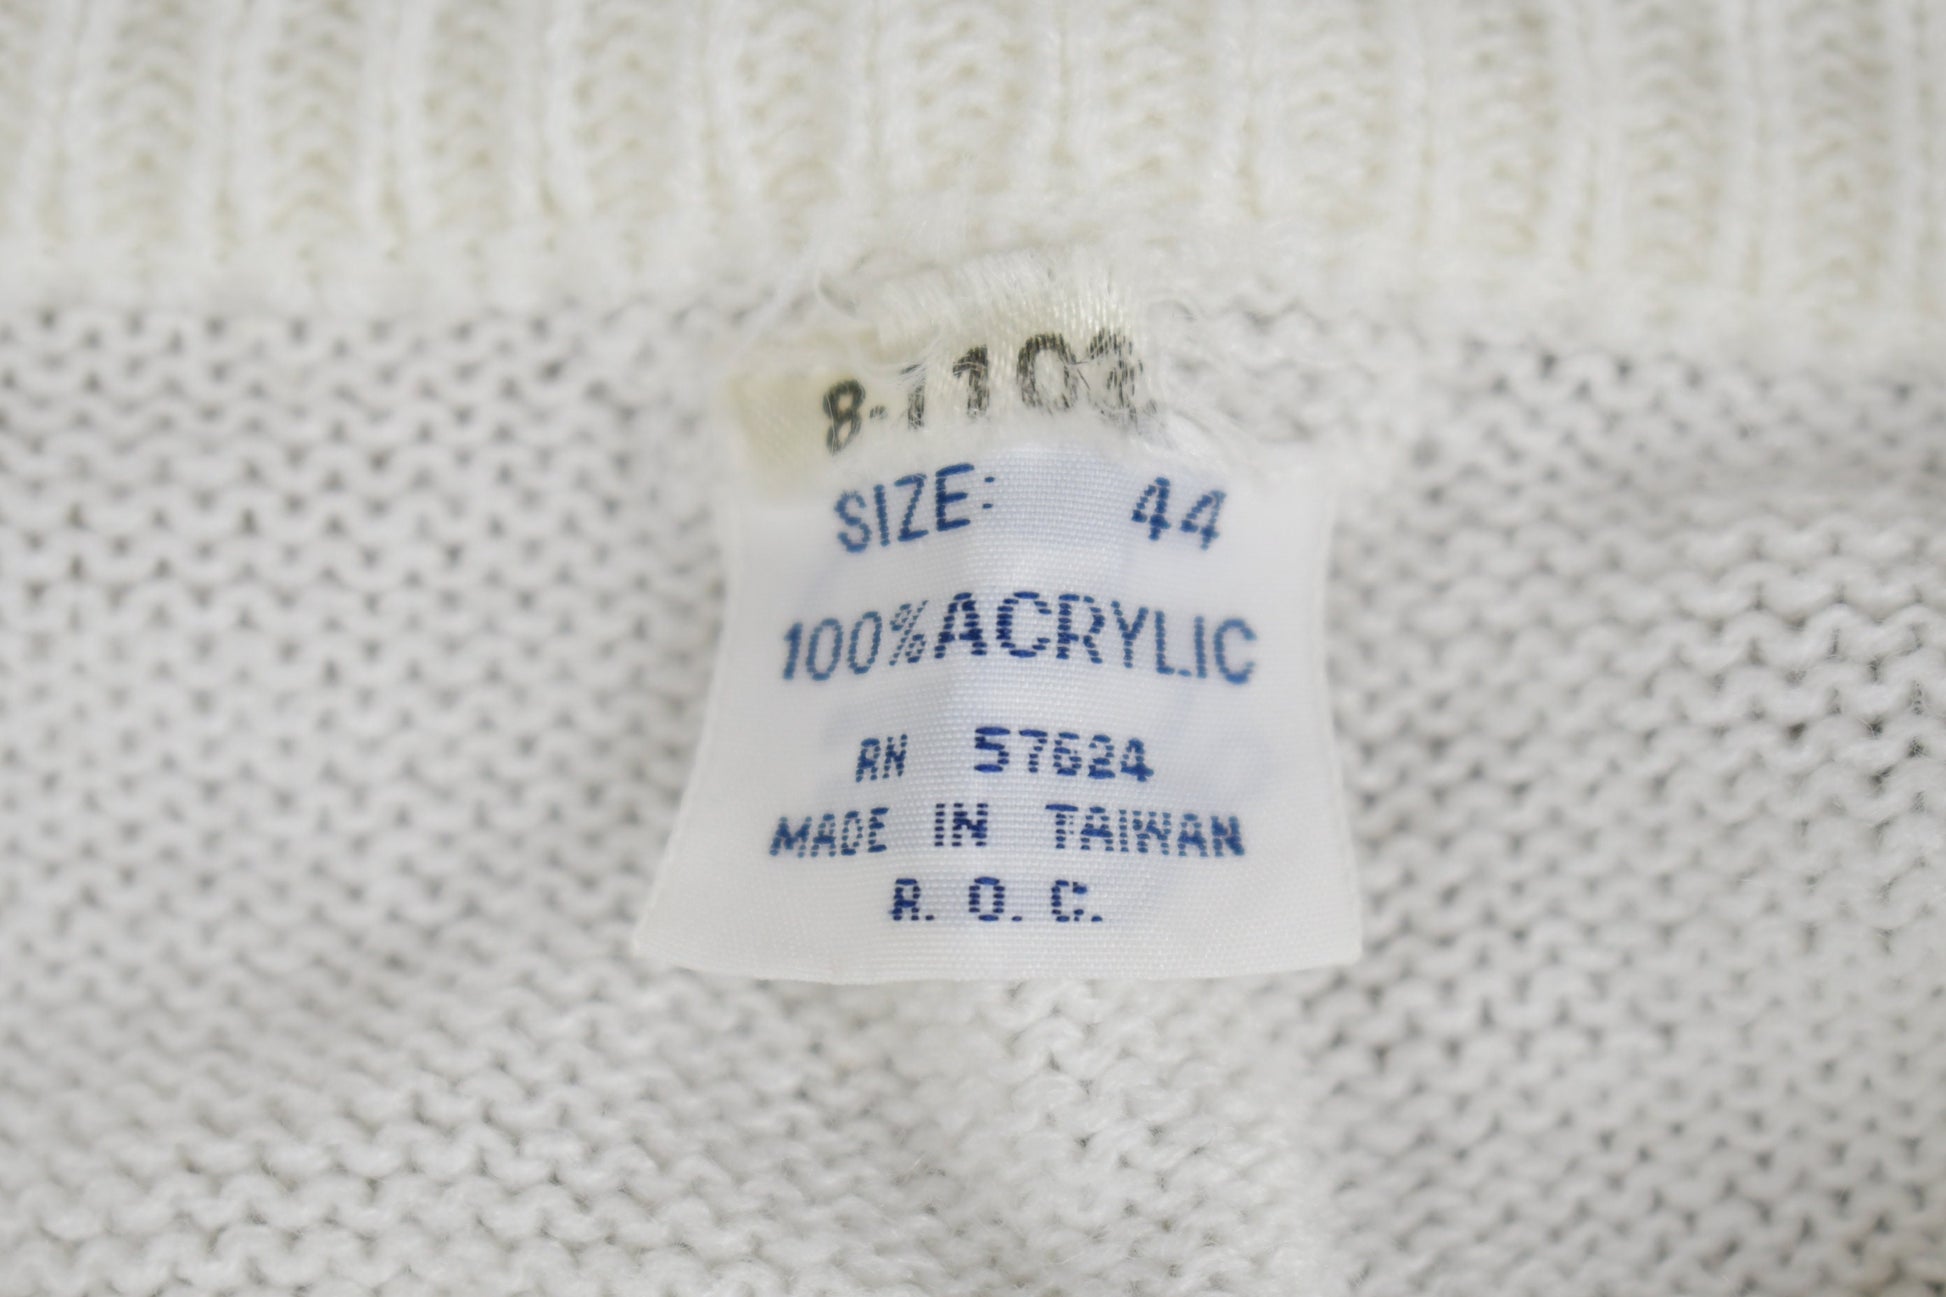 8-1103
SIZE: 44
100% ACRYLIC
RN 57624
MADE IN TAIWAN
R. O. C.